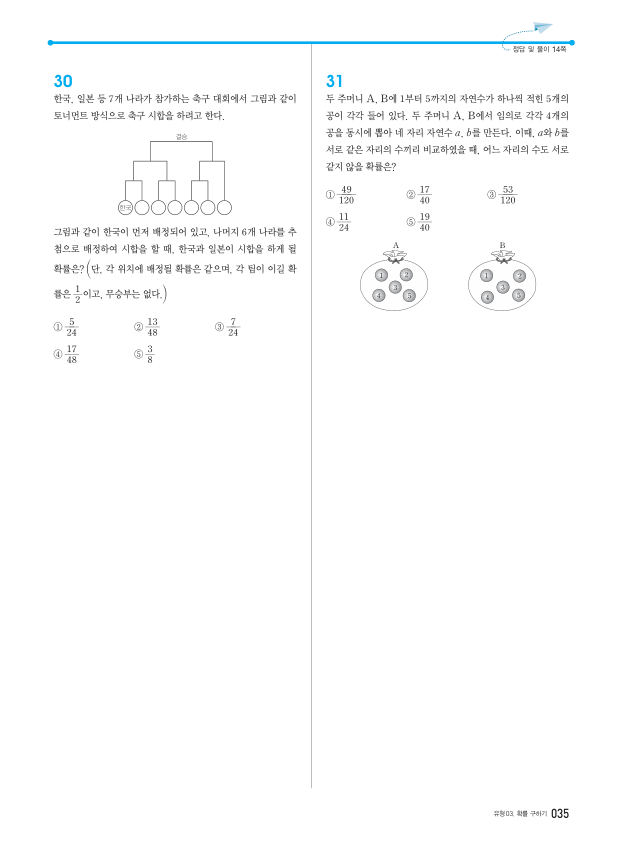 정답 및 풀이 14쪽
30
한국, 일본 등 7개 나라가 참가하는 축구 대회에서 그림과 같이
토너먼트 방식으로 축구 시합을 하려고 한다.
결승
한국
그림과 같이 한국이 먼저 배정되어 있고, 나머지 6개 나라를 추
첨으로 배정하여 시합을 할 때, 한국과 일본이 시합을 하게 될
확률은? (단, 각 위치에 배정될 확률은 같으며, 각 팀이 이길 확
률은 1/2이고, 무승부는 없다.)
① 5/24 ② 13/48 ③ 7/24
④ 17/48 ⑤ 3/8
31
두 주머니 A, B에 1부터 5까지의 자연수가 하나씩 적힌 5개의
공이 각각 들어 있다. 두 주머니 A, B에서 임의로 각각 4개의
공을 동시에 뽑아 네 자리 자연수 a, b를 만든다. 이때, a와 b를
서로 같은 자리의 수끼리 비교하였을 때, 어느 자리의 수도 서로
같지 않을 확률은?
① 49/120 ② 17/40 ③ 53/120
④ 11/24 ⑤ 19/40
A B
1 2 3 4 5
1 2 3 4 5
유형03. 확률 구하기 035